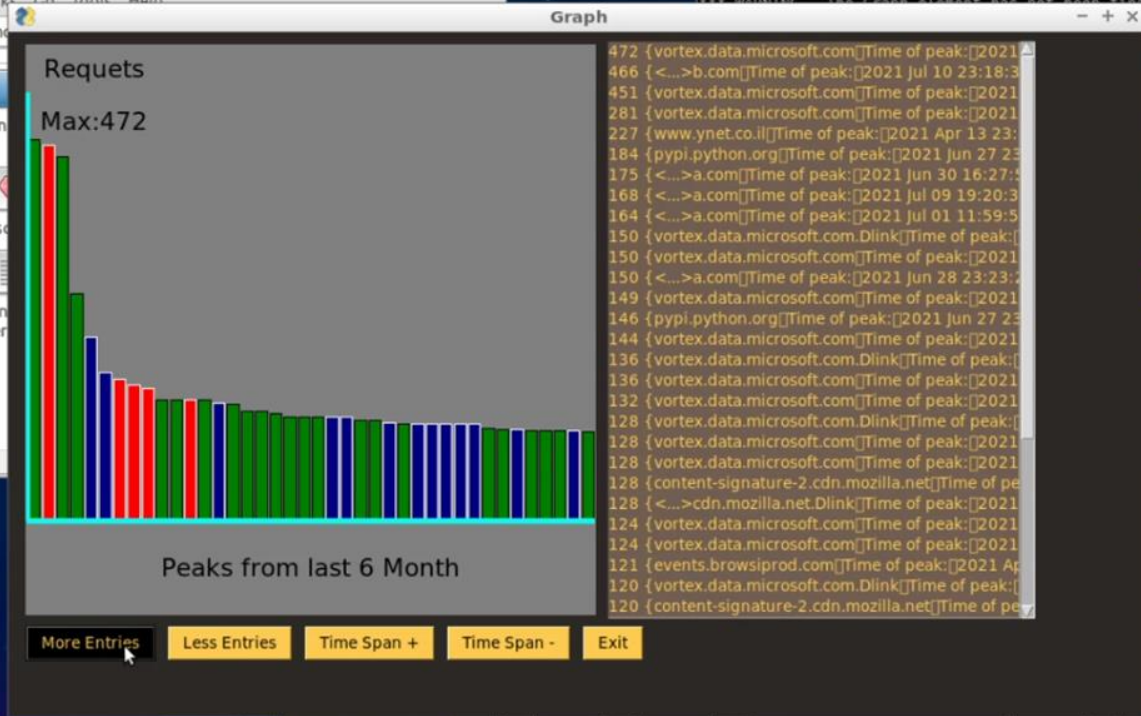 Graph
Requets
Max:472
Peaks from last 6 Month
472 {vortex.data.microsoft.com▯Time of peak:▯2021
466 {<...>b.com▯Time of peak:▯2021 Jul 10 23:18:3
451 {vortex.data.microsoft.com▯Time of peak:▯2021
281 {vortex.data.microsoft.com▯Time of peak:▯2021
227 {www.ynet.co.il▯Time of peak:▯2021 Apr 13 23:
184 {pypi.python.org▯Time of peak:▯2021 Jun 27 23
175 {<...>a.com▯Time of peak:▯2021 Jun 30 16:27:5
168 {<...>a.com▯Time of peak:▯2021 Jul 09 19:20:3
164 {<...>a.com▯Time of peak:▯2021 Jul 01 11:59:5
150 {vortex.data.microsoft.com.Dlink▯Time of peak:▯
150 {vortex.data.microsoft.com▯Time of peak:▯2021
150 {<...>a.com▯Time of peak:▯2021 Jun 28 23:23:2
149 {vortex.data.microsoft.com▯Time of peak:▯2021
146 {pypi.python.org▯Time of peak:▯2021 Jun 27 23
144 {vortex.data.microsoft.com▯Time of peak:▯2021
136 {vortex.data.microsoft.com.Dlink▯Time of peak:▯
136 {vortex.data.microsoft.com▯Time of peak:▯2021
132 {vortex.data.microsoft.com▯Time of peak:▯2021
128 {vortex.data.microsoft.com.Dlink▯Time of peak:▯
128 {vortex.data.microsoft.com▯Time of peak:▯2021
128 {vortex.data.microsoft.com▯Time of peak:▯2021
128 {content-signature-2.cdn.mozilla.net▯Time of pe
128 {<...>cdn.mozilla.net.Dlink▯Time of peak:▯2021
124 {vortex.data.microsoft.com▯Time of peak:▯2021
124 {vortex.data.microsoft.com▯Time of peak:▯2021
121 {events.browsiprod.com▯Time of peak:▯2021 Ap
120 {vortex.data.microsoft.com.Dlink▯Time of peak:▯
120 {content-signature-2.cdn.mozilla.net▯Time of pe
More Entries
Less Entries
Time Span +
Time Span -
Exit